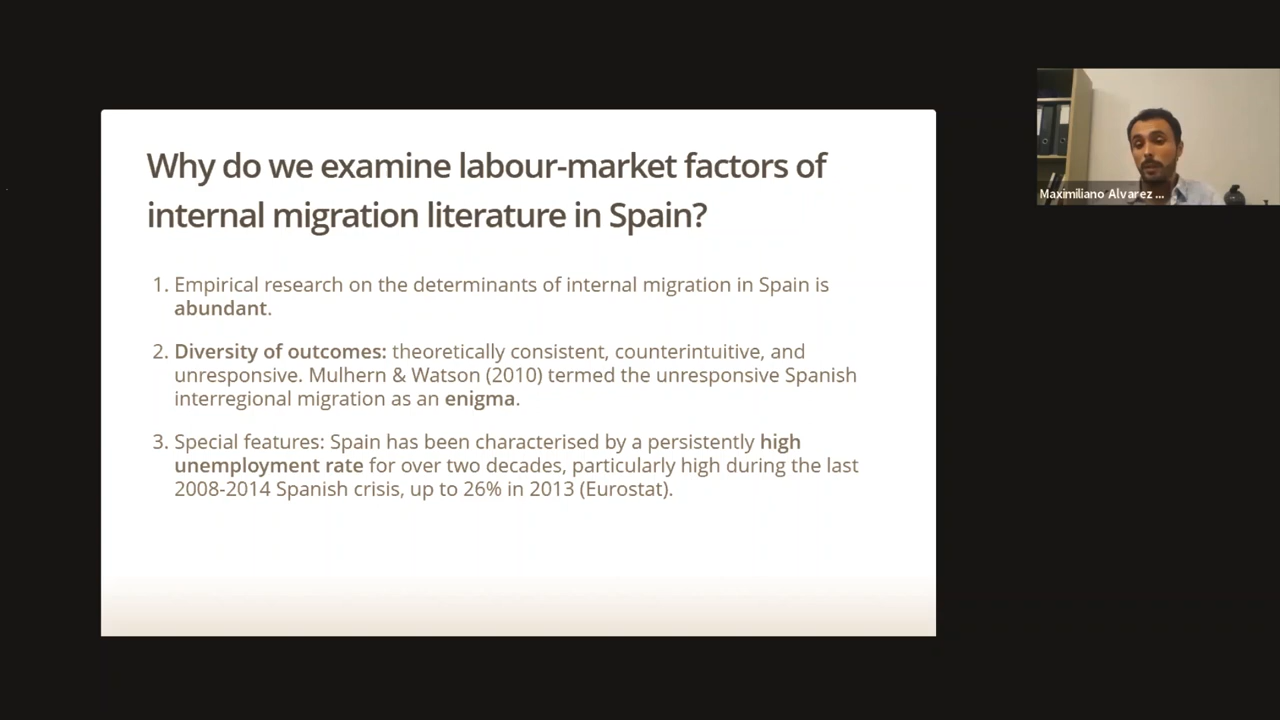 Why do we examine labour-market factors of
internal migration literature in Spain?
1. Empirical research on the determinants of internal migration in Spain is
abundant.
2. Diversity of outcomes: theoretically consistent, counterintuitive, and
unresponsive. Mulhern & Watson (2010) termed the unresponsive Spanish
interregional migration as an enigma.
3. Special features: Spain has been characterised by a persistently high
unemployment rate for over two decades, particularly high during the last
2008-2014 Spanish crisis, up to 26% in 2013 (Eurostat).
Maximiliano Alvarez ...